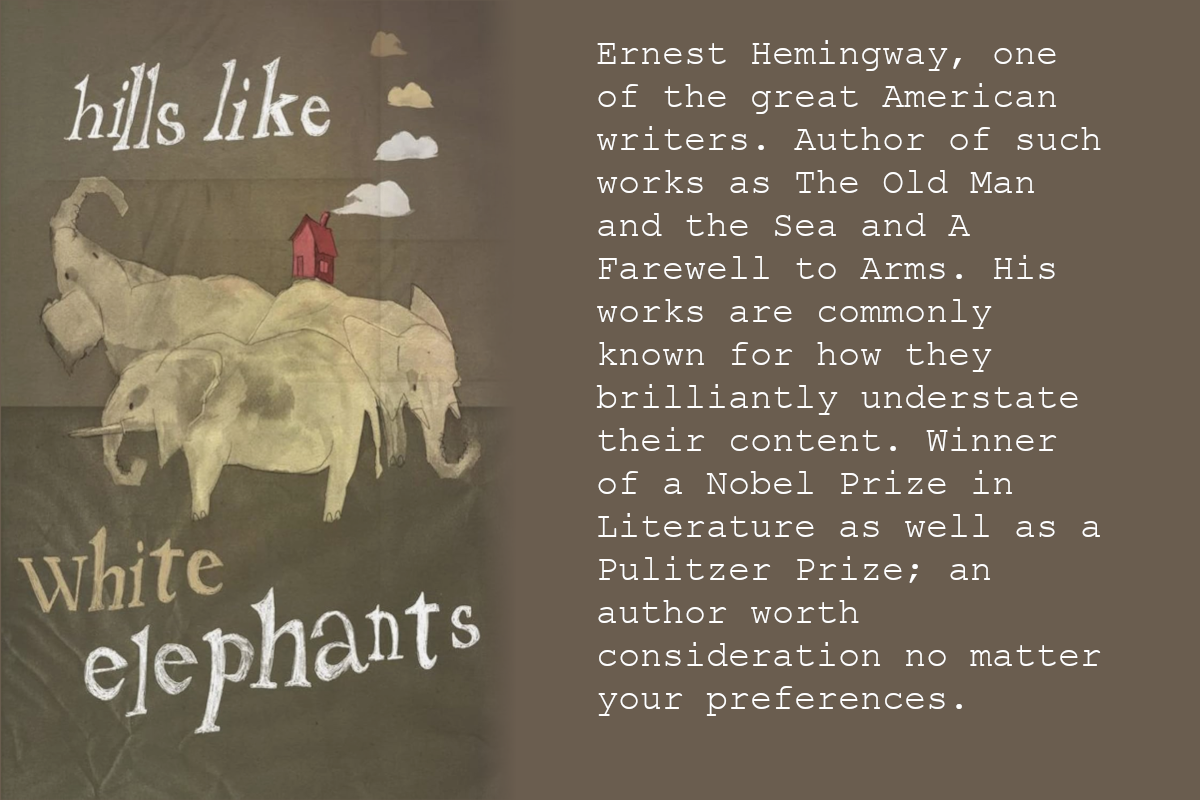 hills like
white
elephants
Ernest Hemingway, one
of the great American
writers. Author of such
works as The Old Man
and the Sea and A
Farewell to Arms. His
works are commonly
known for how they
brilliantly understate
their content. Winner
of a Nobel Prize in
Literature as well as a
Pulitzer Prize; an
author worth
consideration no matter
your preferences.